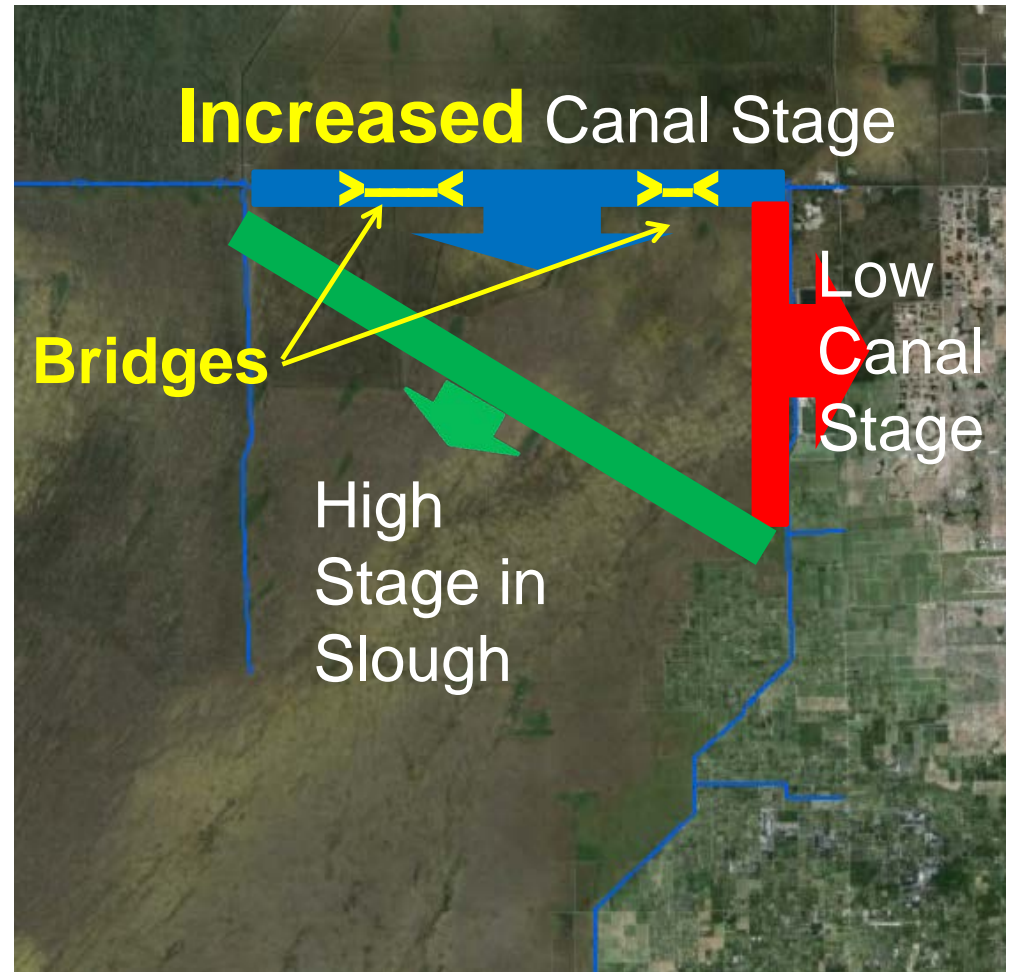 Increased Canal Stage
Low
Canal
Stage
Bridges
High
Stage in
Slough